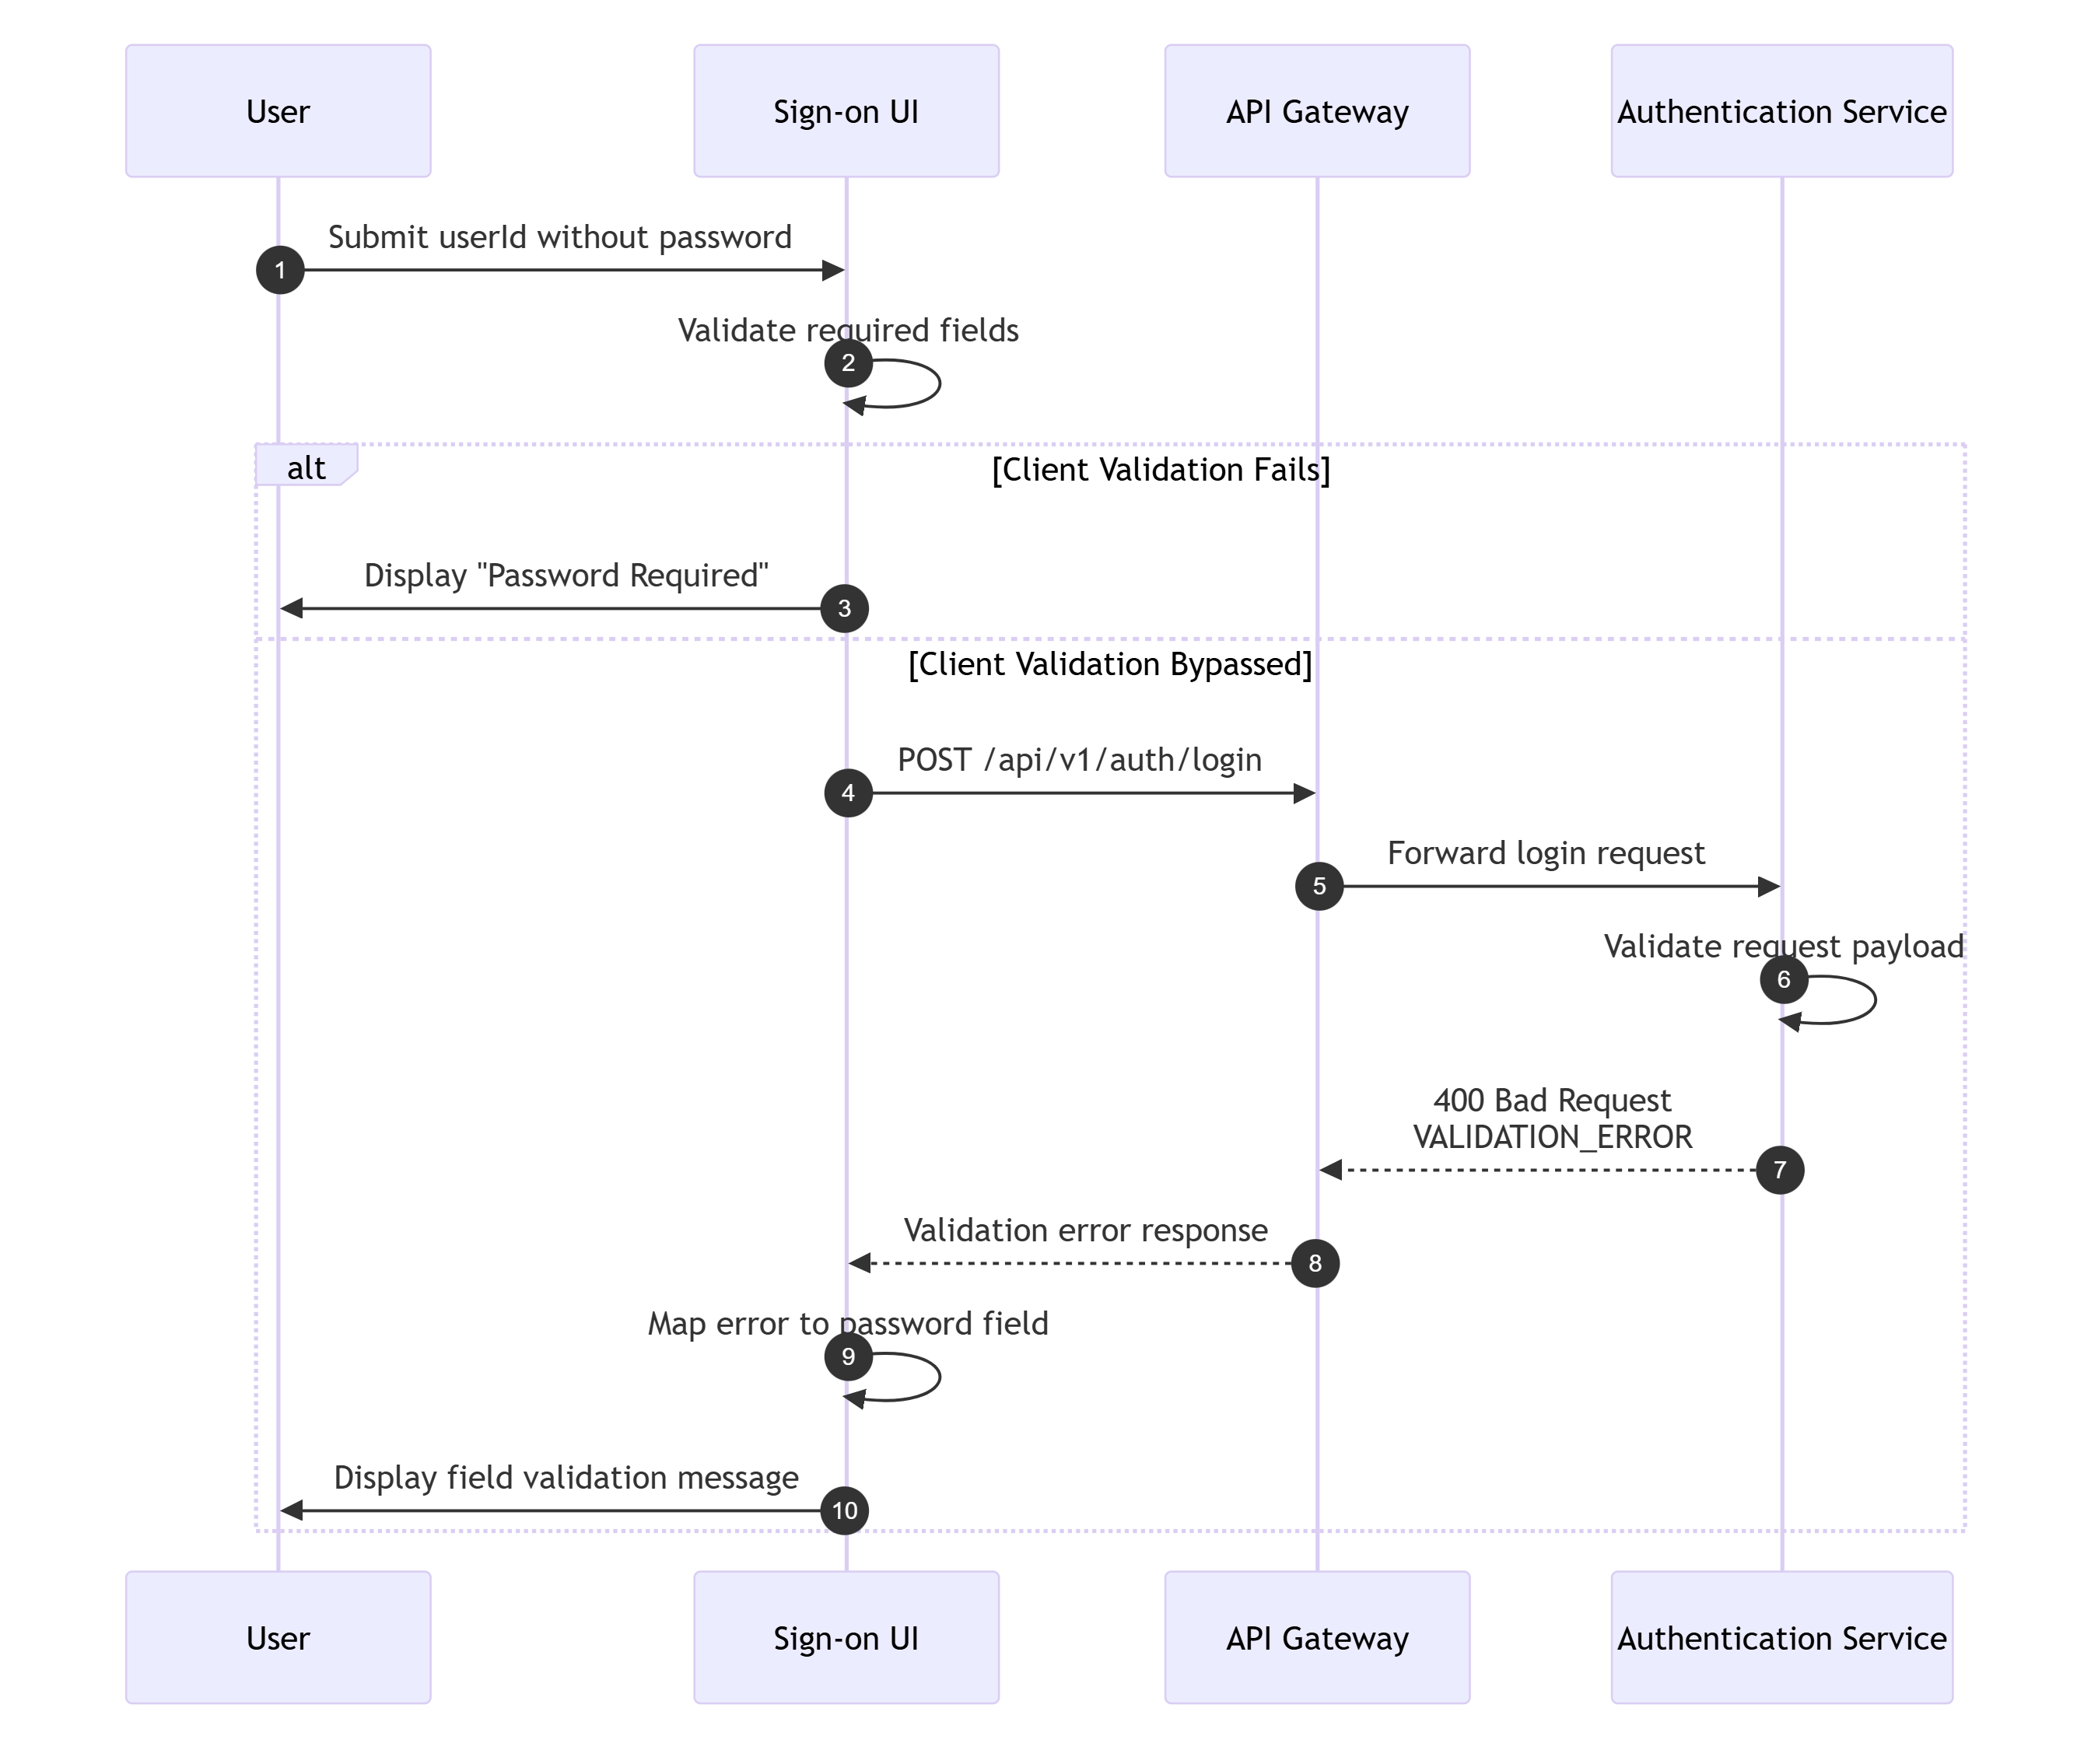 User
Sign-on UI
API Gateway
Authentication Service
Submit userId without password
1
Validate required fields
2
alt
[Client Validation Fails]
Display "Password Required"
3
[Client Validation Bypassed]
POST /api/v1/auth/login
4
Forward login request
5
Validate request payload
6
400 Bad Request
VALIDATION_ERROR
7
Validation error response
8
Map error to password field
9
Display field validation message
10
User
Sign-on UI
API Gateway
Authentication Service